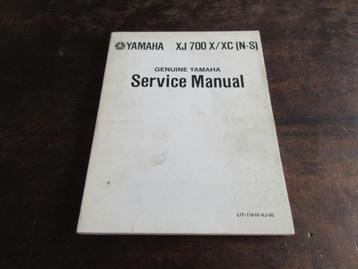 YAMAHA XJ 700 X/XC (N-S)
GENUINE YAMAHA
Service Manual
LIT-11616-XJ-00